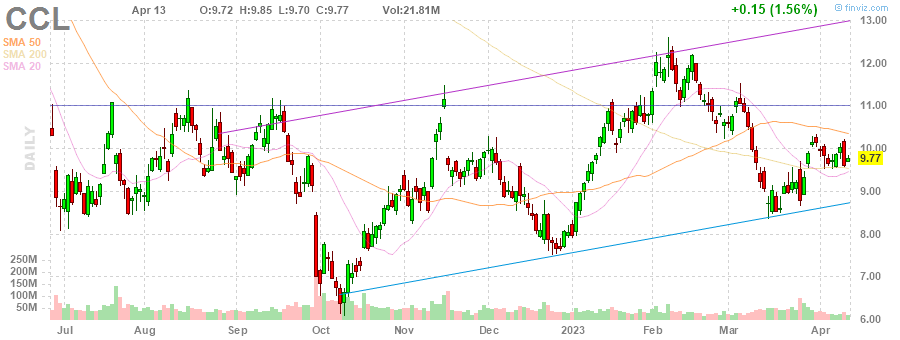 CCL
Apr 13 O:9.72 H:9.85 L:9.70 C:9.77 Vol:21.81M +0.15 (1.56%)
© finviz.com
SMA 50
SMA 200
SMA 20
DAILY
13.00
12.00
11.00
10.00
9.77
9.00
8.00
7.00
6.00
250M
200M
150M
100M
50M
Jul Aug Sep Oct Nov Dec 2023 Feb Mar Apr